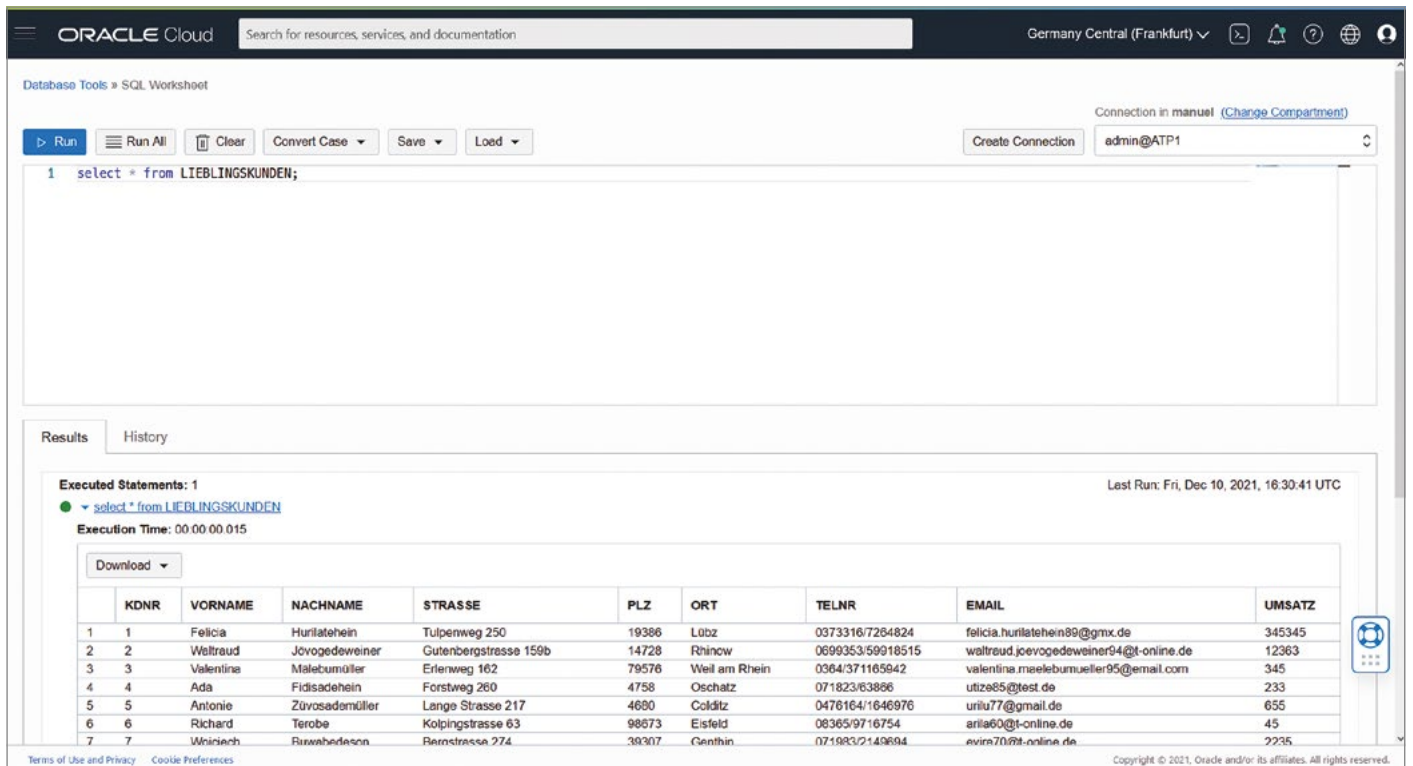 ORACLE Cloud Search for resources, services, and documentation Germany Central (Frankfurt)
Database Tools » SQL Worksheet
Connection in manuel (Change Compartment)
Run Run All Clear Convert Case Save Load Create Connection admin@ATP1
1 select * from LIEBLINGSKUNDEN;
Results History
Executed Statements: 1 Last Run: Fri, Dec 10, 2021, 16:30:41 UTC
select * from LIEBLINGSKUNDEN
Execution Time: 00:00:00.015
Download
KDNR VORNAME NACHNAME STRASSE PLZ ORT TELNR EMAIL UMSATZ
1 1 Felicia Hurilatehein Tulpenweg 250 19386 Lübz 0373316/7264824 felicia.hurilatehein89@gmx.de 345345
2 2 Waltraud Jövogedeweiner Gutenbergstrasse 159b 14728 Rhinow 0699353/59918515 waltraud.joevogedeweiner94@t-online.de 12363
3 3 Valentina Mälebumüller Erlenweg 162 79576 Weil am Rhein 0364/371165942 valentina.maelebumueller95@email.com 345
4 4 Ada Fidisadehein Forstweg 260 4758 Oschatz 071823/63866 utize85@test.de 233
5 5 Antonie Züvosademüller Lange Strasse 217 4680 Colditz 0476164/1646976 urilu77@gmail.de 655
6 6 Richard Terobe Kolpingstrasse 63 98673 Eisfeld 08365/9716754 arila60@t-online.de 45
7 7 Wojciech Buwabedeson Bergstrasse 274 39307 Genthin 071983/2149694 evire70@t-online.de 2235
Terms of Use and Privacy Cookie Preferences Copyright © 2021, Oracle and/or its affiliates. All rights reserved.